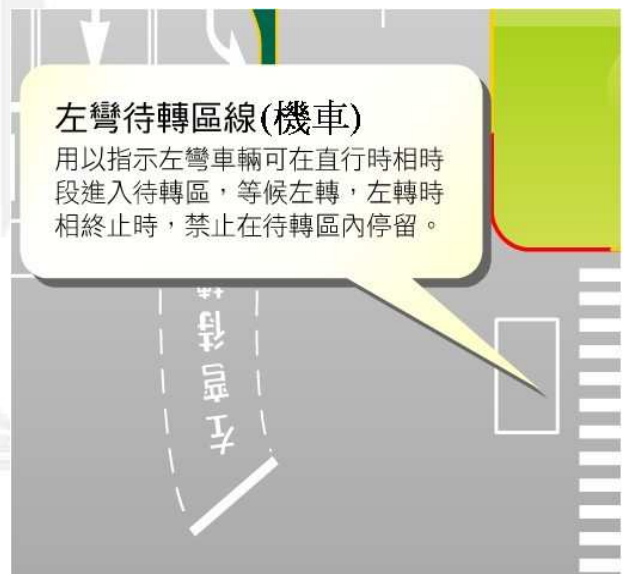 左彎待轉區線(機車)
用以指示左彎車輛可在直行時相時
段進入待轉區，等候左轉，左轉時
相終止時，禁止在待轉區內停留。
左彎待